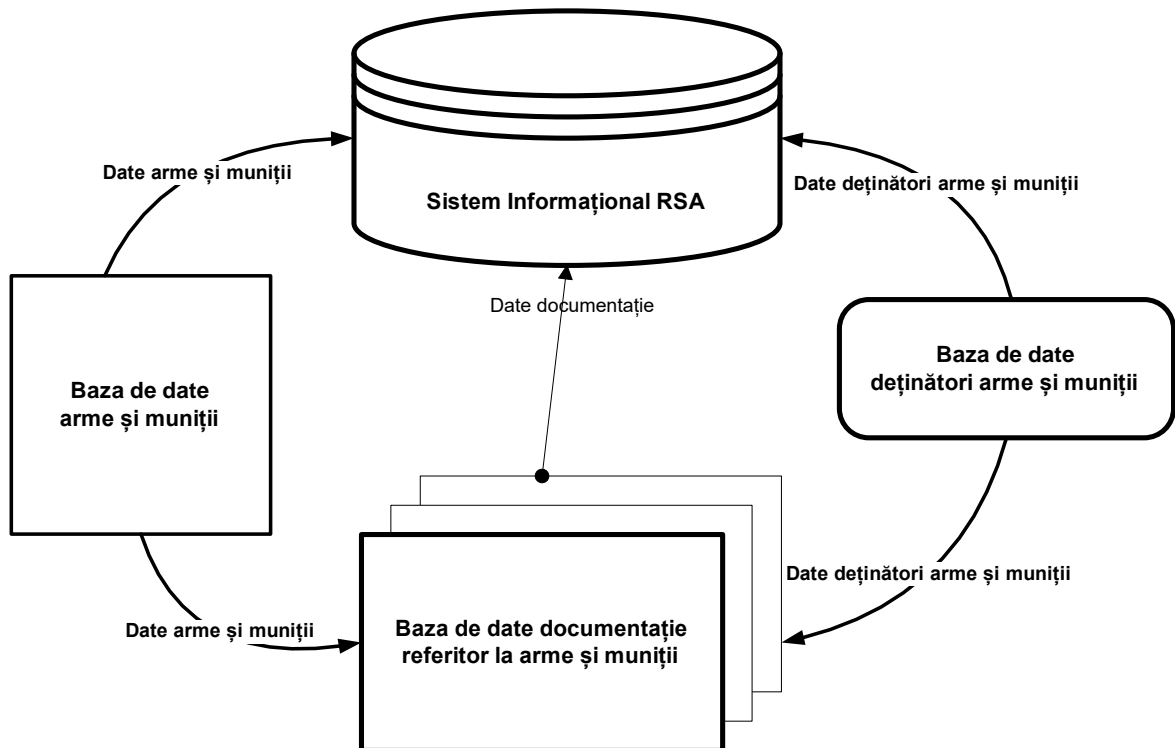 Date arme și muniții
Date deținători arme și muniții
Sistem Informațional RSA
Date documentație
Baza de date
arme și muniții
Baza de date
deținători arme și muniții
Date deținători arme și muniții
Date arme și muniții
Baza de date documentație
referitor la arme și muniții